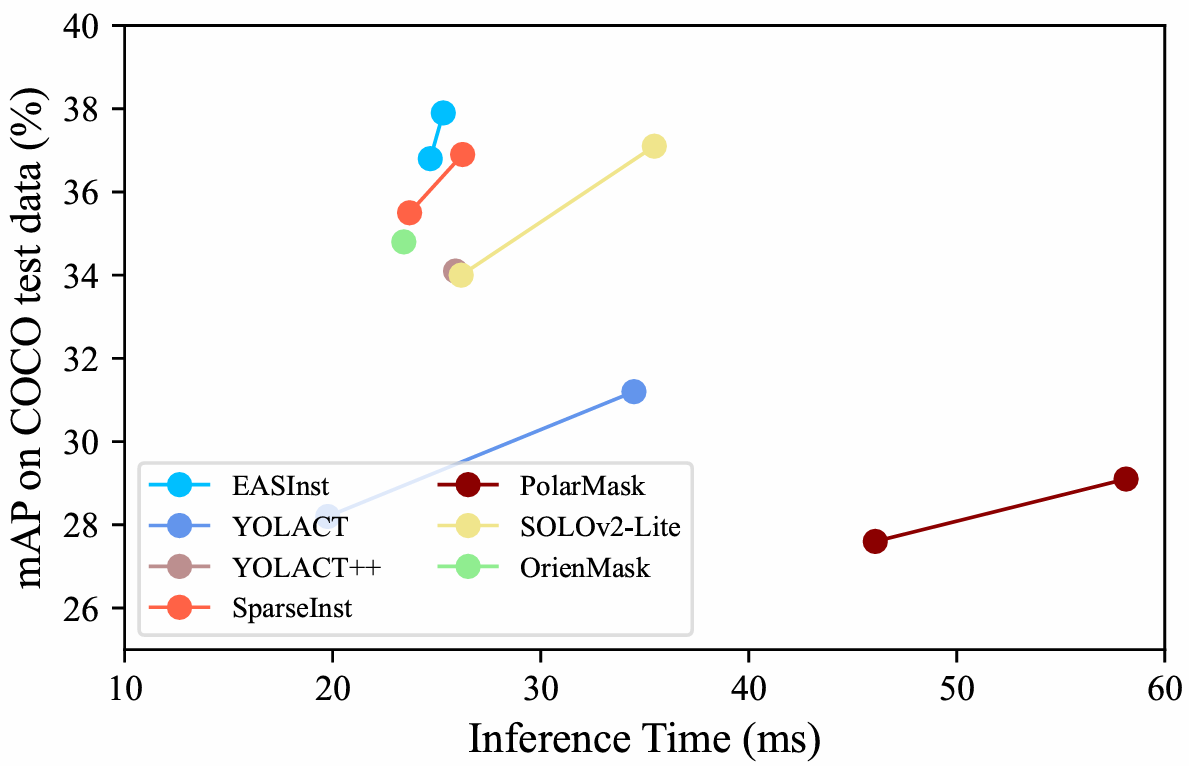 40
38
36
34
32
30
28
26
mAP on COCO test data (%)
EASInst
YOLACT
YOLACT++
SparseInst
PolarMask
SOLOv2-Lite
OrienMask
10 20 30 40 50 60
Inference Time (ms)